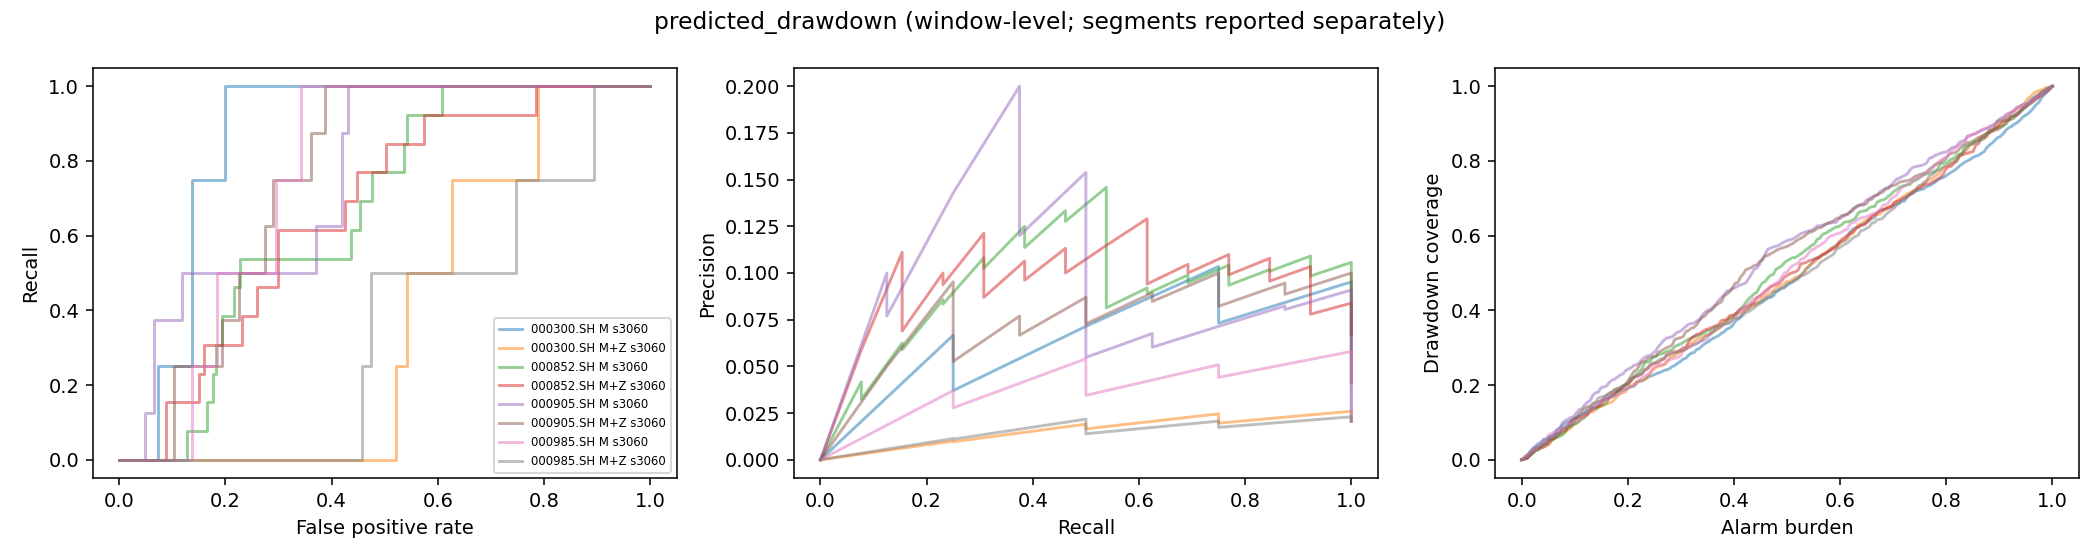 predicted_drawdown (window-level; segments reported separately)
Recall
1.0
0.8
0.6
0.4
0.2
0.0
000300.SH M s3060
000300.SH M+Z s3060
000852.SH M s3060
000852.SH M+Z s3060
000905.SH M s3060
000905.SH M+Z s3060
000985.SH M s3060
000985.SH M+Z s3060
0.0 0.2 0.4 0.6 0.8 1.0
False positive rate
Precision
0.200
0.175
0.150
0.125
0.100
0.075
0.050
0.025
0.000
0.0 0.2 0.4 0.6 0.8 1.0
Recall
Drawdown coverage
1.0
0.8
0.6
0.4
0.2
0.0
0.0 0.2 0.4 0.6 0.8 1.0
Alarm burden